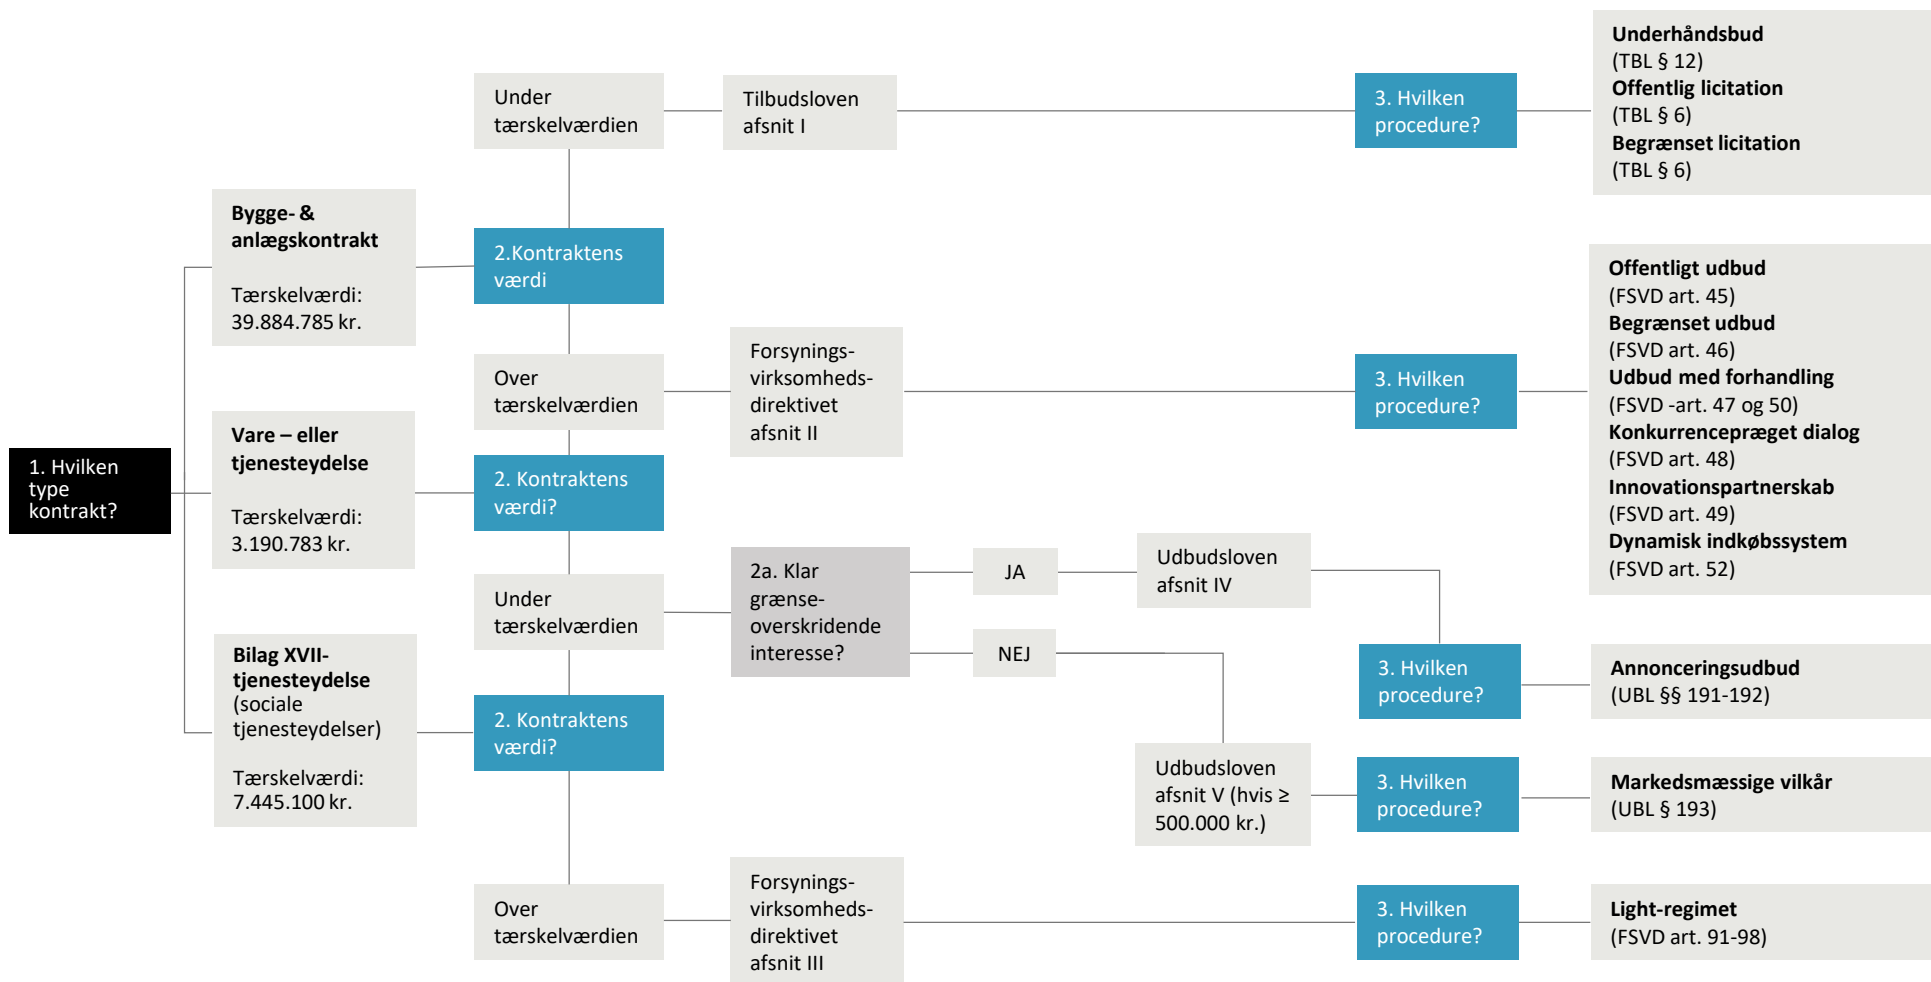 1. Hvilken
type
kontrakt?
Bygge- &
anlægskontrakt
Tærskelværdi:
39.884.785 kr.
Vare – eller
tjenesteydelse
Tærskelværdi:
3.190.783 kr.
Bilag XVII-
tjenesteydelse
(sociale
tjenesteydelser)
Tærskelværdi:
7.445.100 kr.
Under
tærskelværdien
2.Kontraktens
værdi
Over
tærskelværdien
2. Kontraktens
værdi?
Under
tærskelværdien
2. Kontraktens
værdi?
Over
tærskelværdien
Tilbudsloven
afsnit I
Forsynings-
virksomheds-
direktivet
afsnit II
2a. Klar
grænse-
overskridende
interesse?
JA
NEJ
Udbudsloven
afsnit IV
Udbudsloven
afsnit V (hvis ≥
500.000 kr.)
Forsynings-
virksomheds-
direktivet
afsnit III
3. Hvilken
procedure?
Underhåndsbud
(TBL § 12)
Offentlig licitation
(TBL § 6)
Begrænset licitation
(TBL § 6)
3. Hvilken
procedure?
Offentligt udbud
(FSVD art. 45)
Begrænset udbud
(FSVD art. 46)
Udbud med forhandling
(FSVD -art. 47 og 50)
Konkurrencepræget dialog
(FSVD art. 48)
Innovationspartnerskab
(FSVD art. 49)
Dynamisk indkøbssystem
(FSVD art. 52)
3. Hvilken
procedure?
Annonceringsudbud
(UBL §§ 191-192)
3. Hvilken
procedure?
Markedsmæssige vilkår
(UBL § 193)
3. Hvilken
procedure?
Light-regimet
(FSVD art. 91-98)